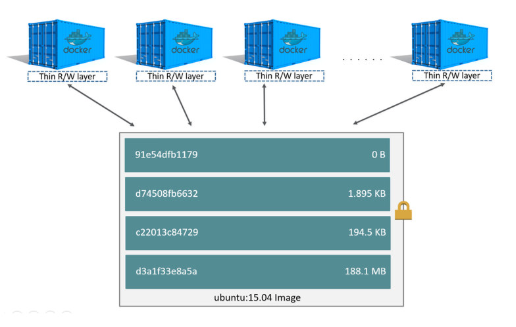 docker docker docker docker
Thin R/W layer Thin R/W layer Thin R/W layer ...... Thin R/W layer
91e54dfb1179 0 B
d74508fb6632 1.895 KB
c22013c84729 194.5 KB
d3a1f33e8a5a 188.1 MB
ubuntu:15.04 Image